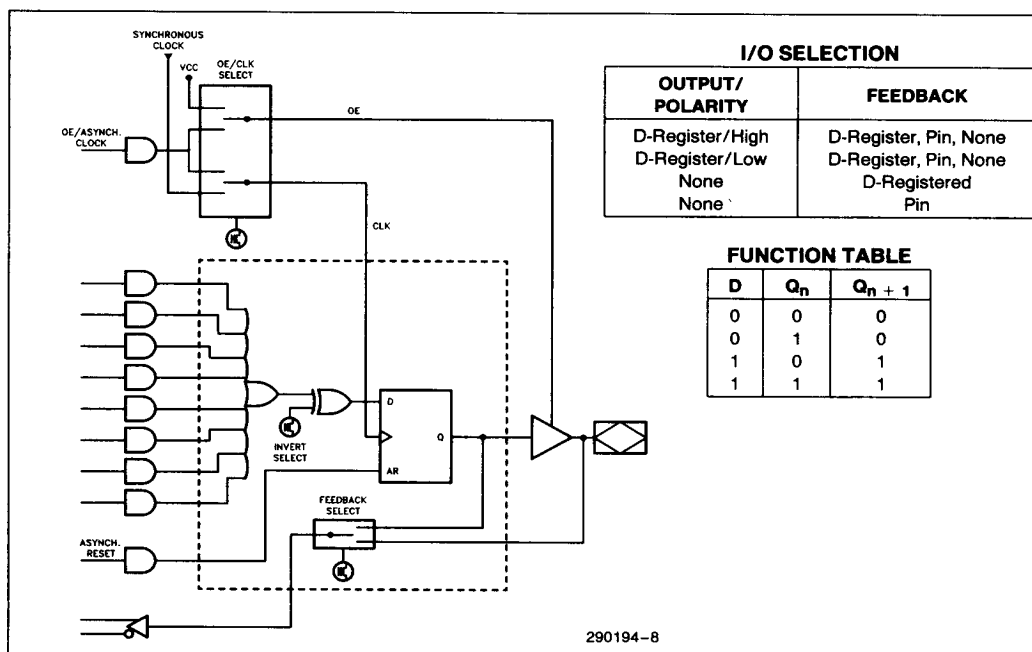 SYNCHRONOUS
CLOCK
VCC
OE/CLK
SELECT
OE
OE/ASYNCH.
CLOCK
CLK
INVERT
SELECT
D
Q
AR
FEEDBACK
SELECT
ASYNCH.
RESET
I/O SELECTION
OUTPUT/
POLARITY
FEEDBACK
D-Register/High D-Register, Pin, None
D-Register/Low D-Register, Pin, None
None D-Registered
None Pin
FUNCTION TABLE
D Qn Qn + 1
0 0 0
0 1 0
1 0 1
1 1 1
290194-8